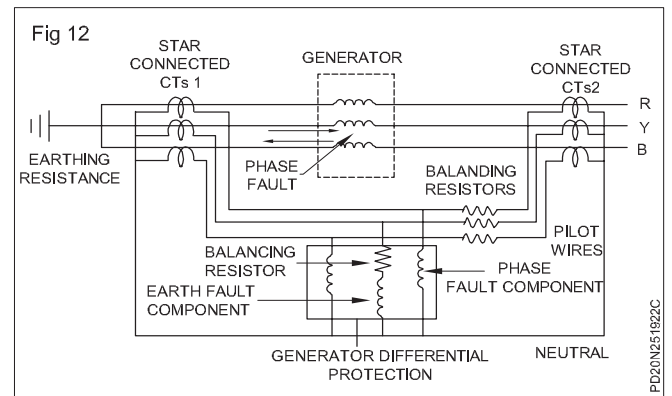 Fig 12
STAR
CONNECTED
CTs 1
GENERATOR
STAR
CONNECTED
CTs2
R
Y
B
EARTHING
RESISTANCE
PHASE
FAULT
BALANDING
RESISTORS
PILOT
WIRES
BALANCING
RESISTOR
EARTH FAULT
COMPONENT
PHASE
FAULT COMPONENT
GENERATOR DIFFERENTIAL
PROTECTION
NEUTRAL
PD20N251922C